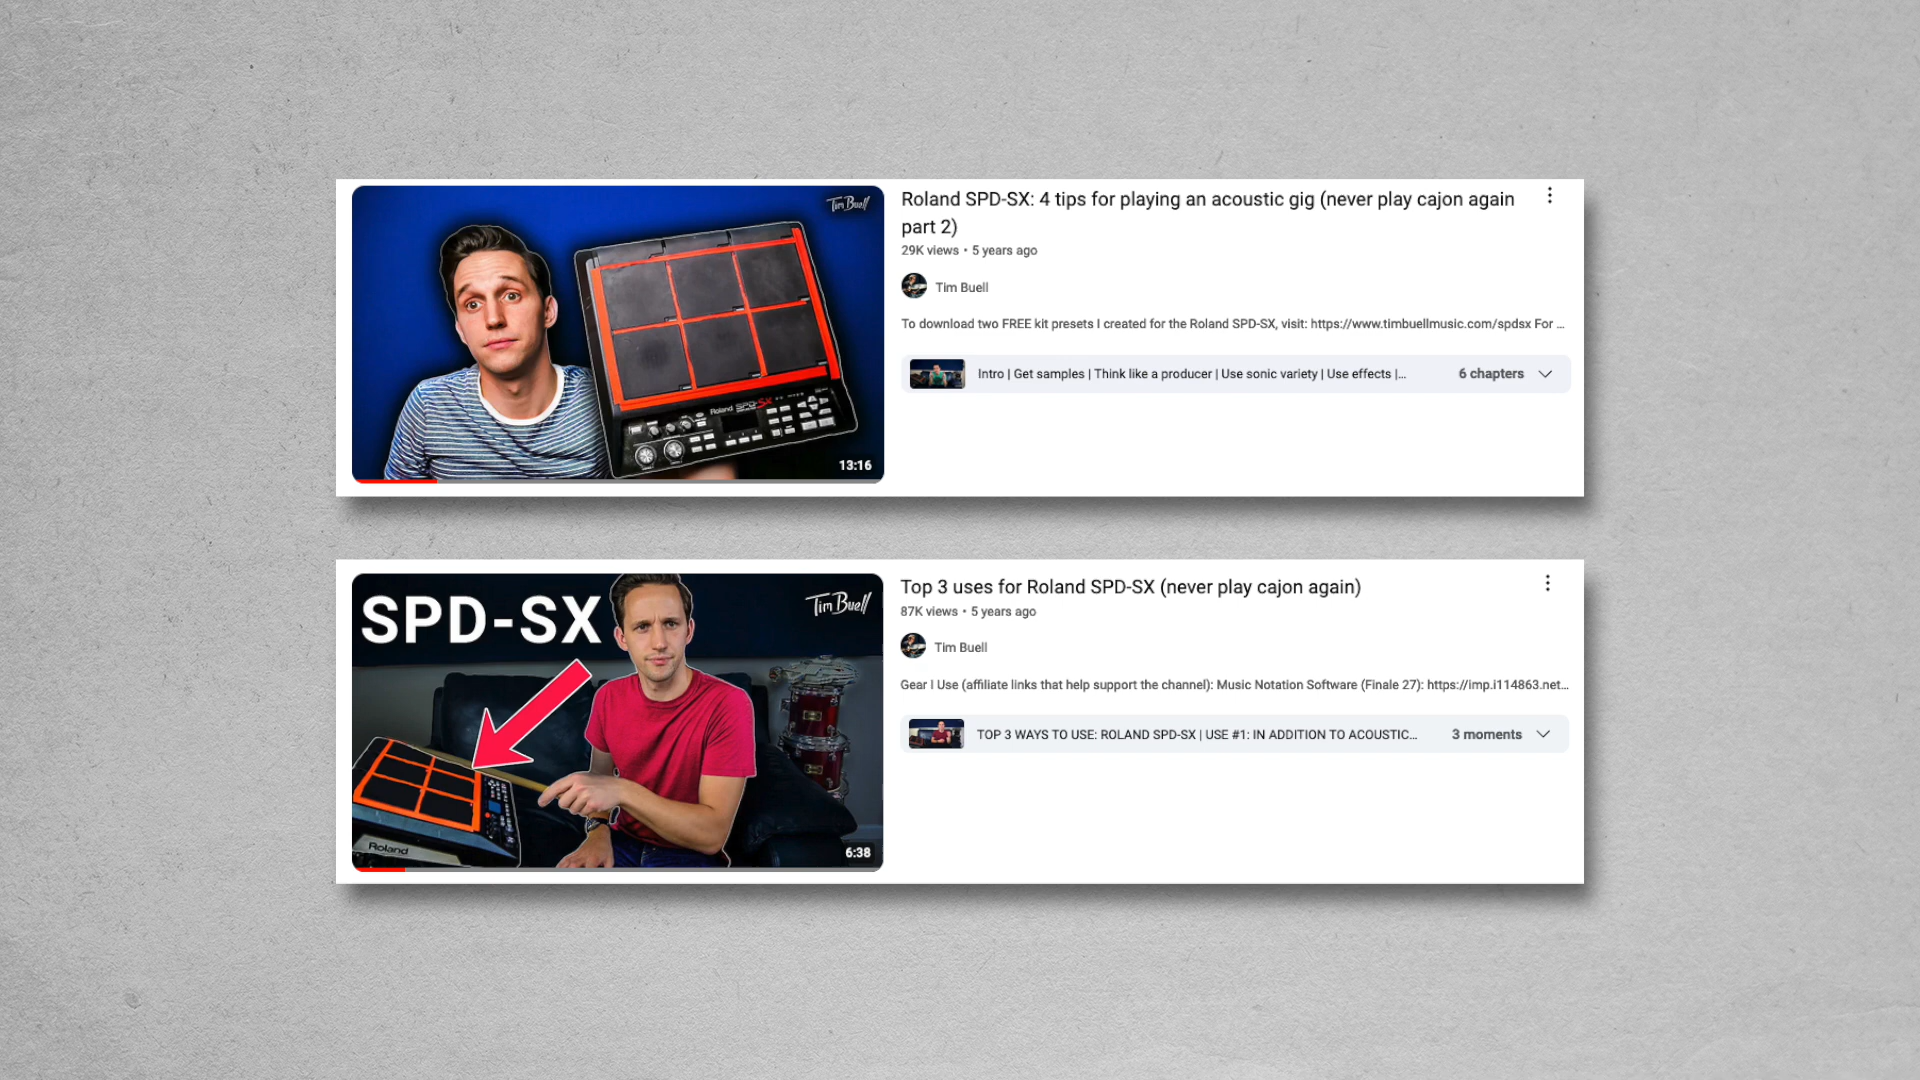 Tim Buell
Roland SPD-SX
13:16
Roland SPD-SX: 4 tips for playing an acoustic gig (never play cajon again
part 2)
29K views • 5 years ago
Tim Buell
To download two FREE kit presets I created for the Roland SPD-SX, visit: https://www.timbuellmusic.com/spdsx For ...
Intro | Get samples | Think like a producer | Use sonic variety | Use effects |...
6 chapters
SPD-SX
Tim Buell
Roland
6:38
Top 3 uses for Roland SPD-SX (never play cajon again)
87K views • 5 years ago
Tim Buell
Gear I Use (affiliate links that help support the channel): Music Notation Software (Finale 27): https://imp.i114863.net...
TOP 3 WAYS TO USE: ROLAND SPD-SX | USE #1: IN ADDITION TO ACOUSTIC...
3 moments